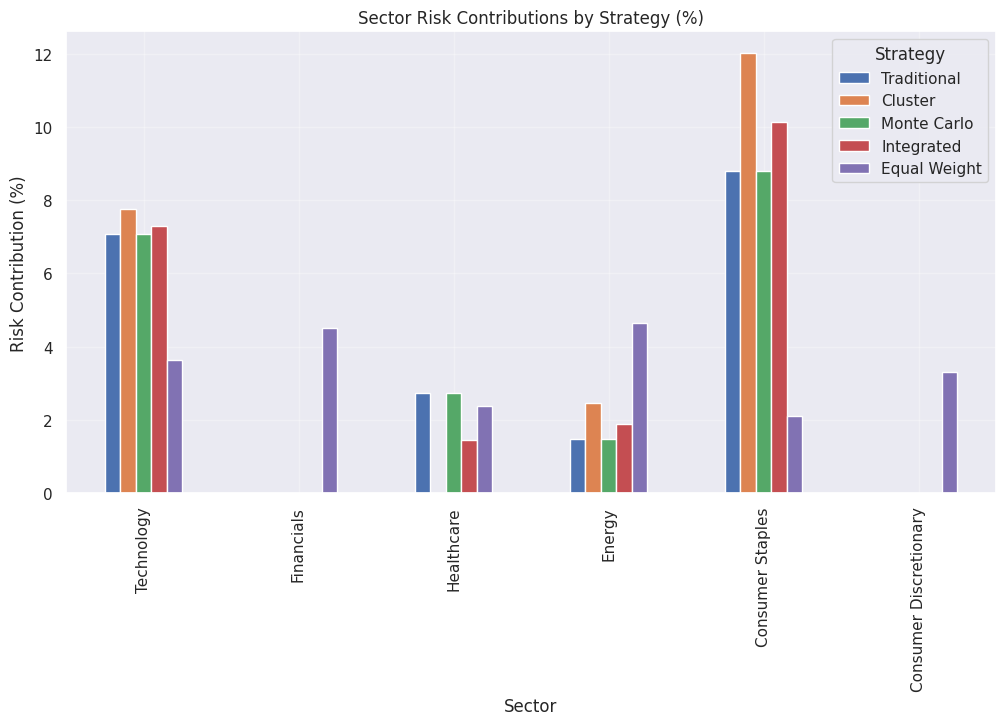 Sector Risk Contributions by Strategy (%)
Strategy
Traditional
Cluster
Monte Carlo
Integrated
Equal Weight
Risk Contribution (%)
12
10
8
6
4
2
0
Technology
Financials
Healthcare
Energy
Consumer Staples
Consumer Discretionary
Sector